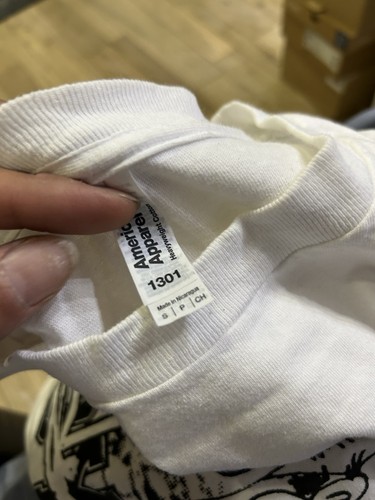 Americ
Apparel
Heavyweight Cotton
1301
Made in Nicaragua
S | P | CH